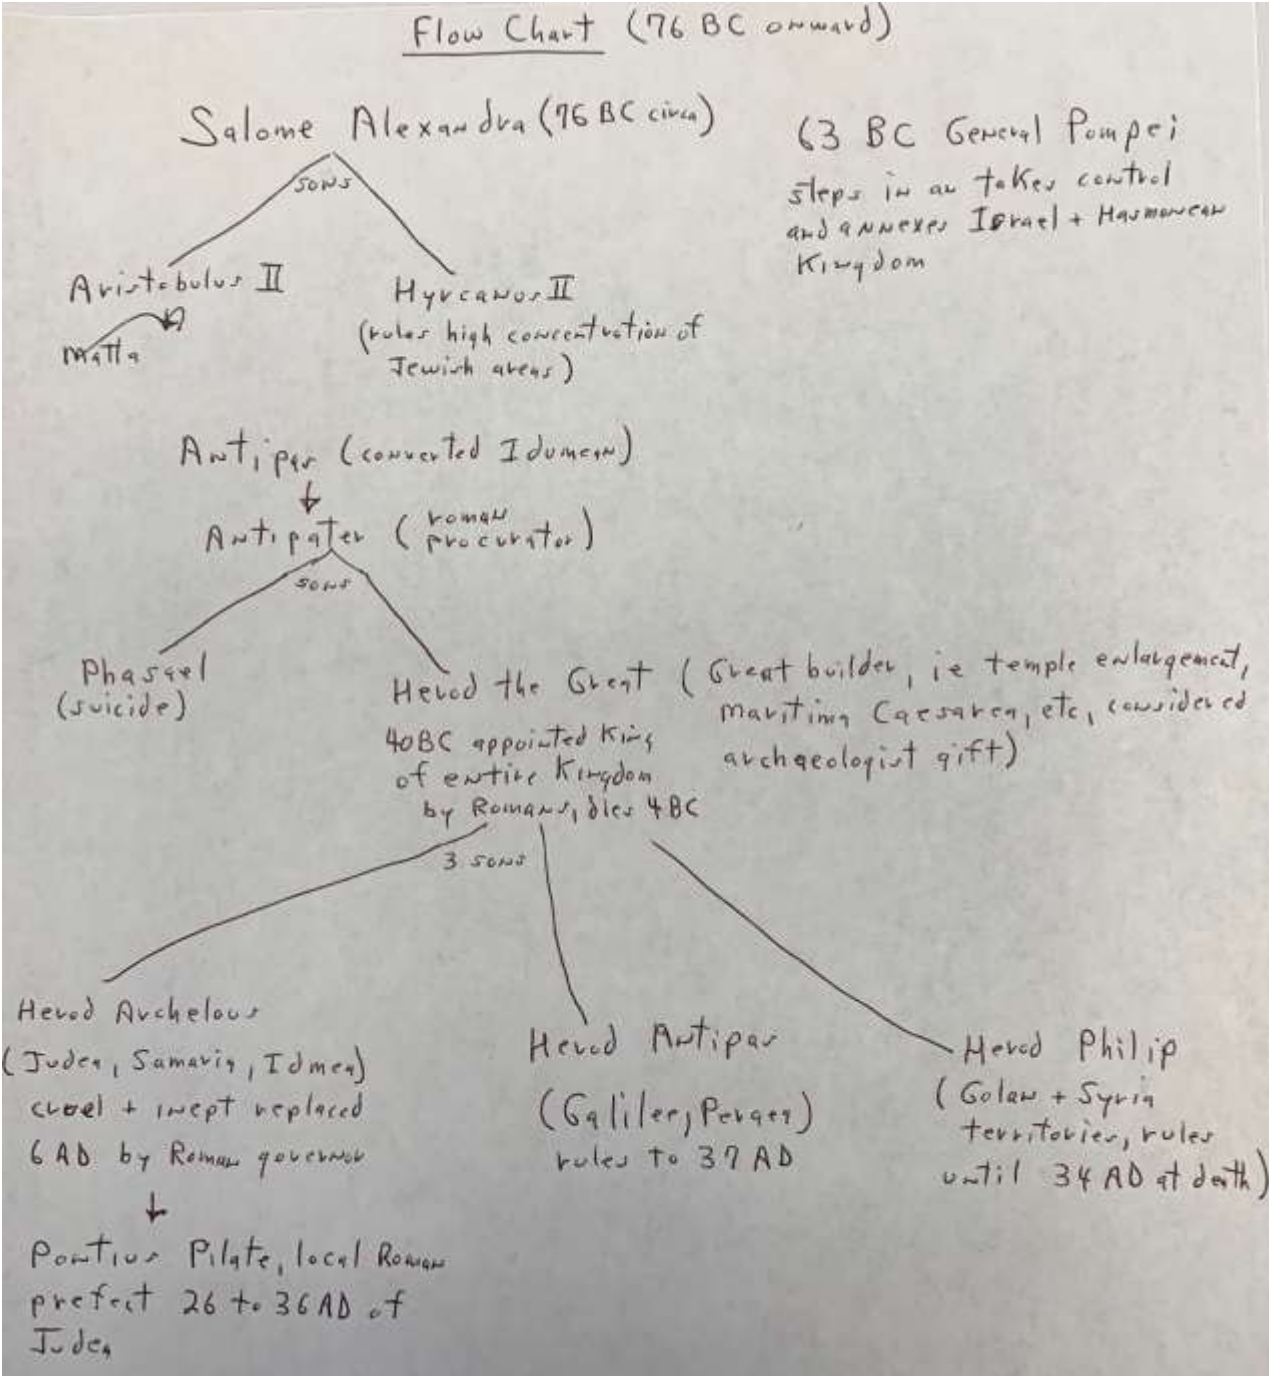 Flow Chart (76 BC onward)
Salome Alexandra (76 BC circa)
sons
Aristobulus II
Matta
Hyrcanos II
(rules high concentration of
Jewish areas)
63 BC General Pompei
steps in an takes control
and annexes Israel + Hasmonean
Kingdom
Antipas (converted Idumean)
Antipater (roman
procurator)
sons
Phasael
(suicide)
Herod the Great (Great builder, ie temple enlargement,
maritima Caesarea, etc, considered
archaeologist gift)
40BC appointed King
of entire Kingdom
by Romans, dies 4BC
3 sons
Herod Archelous
(Judea, Samaria, Idmea)
cruel + inept replaced
6 AD by Roman governor
Pontius Pilate, local Roman
prefect 26 to 36 AD of
Judea
Herod Antipas
(Galilee, Peraea)
rules to 37 AD
Herod Philip
(Golan + Syria
territories, rules
until 34 AD at death)